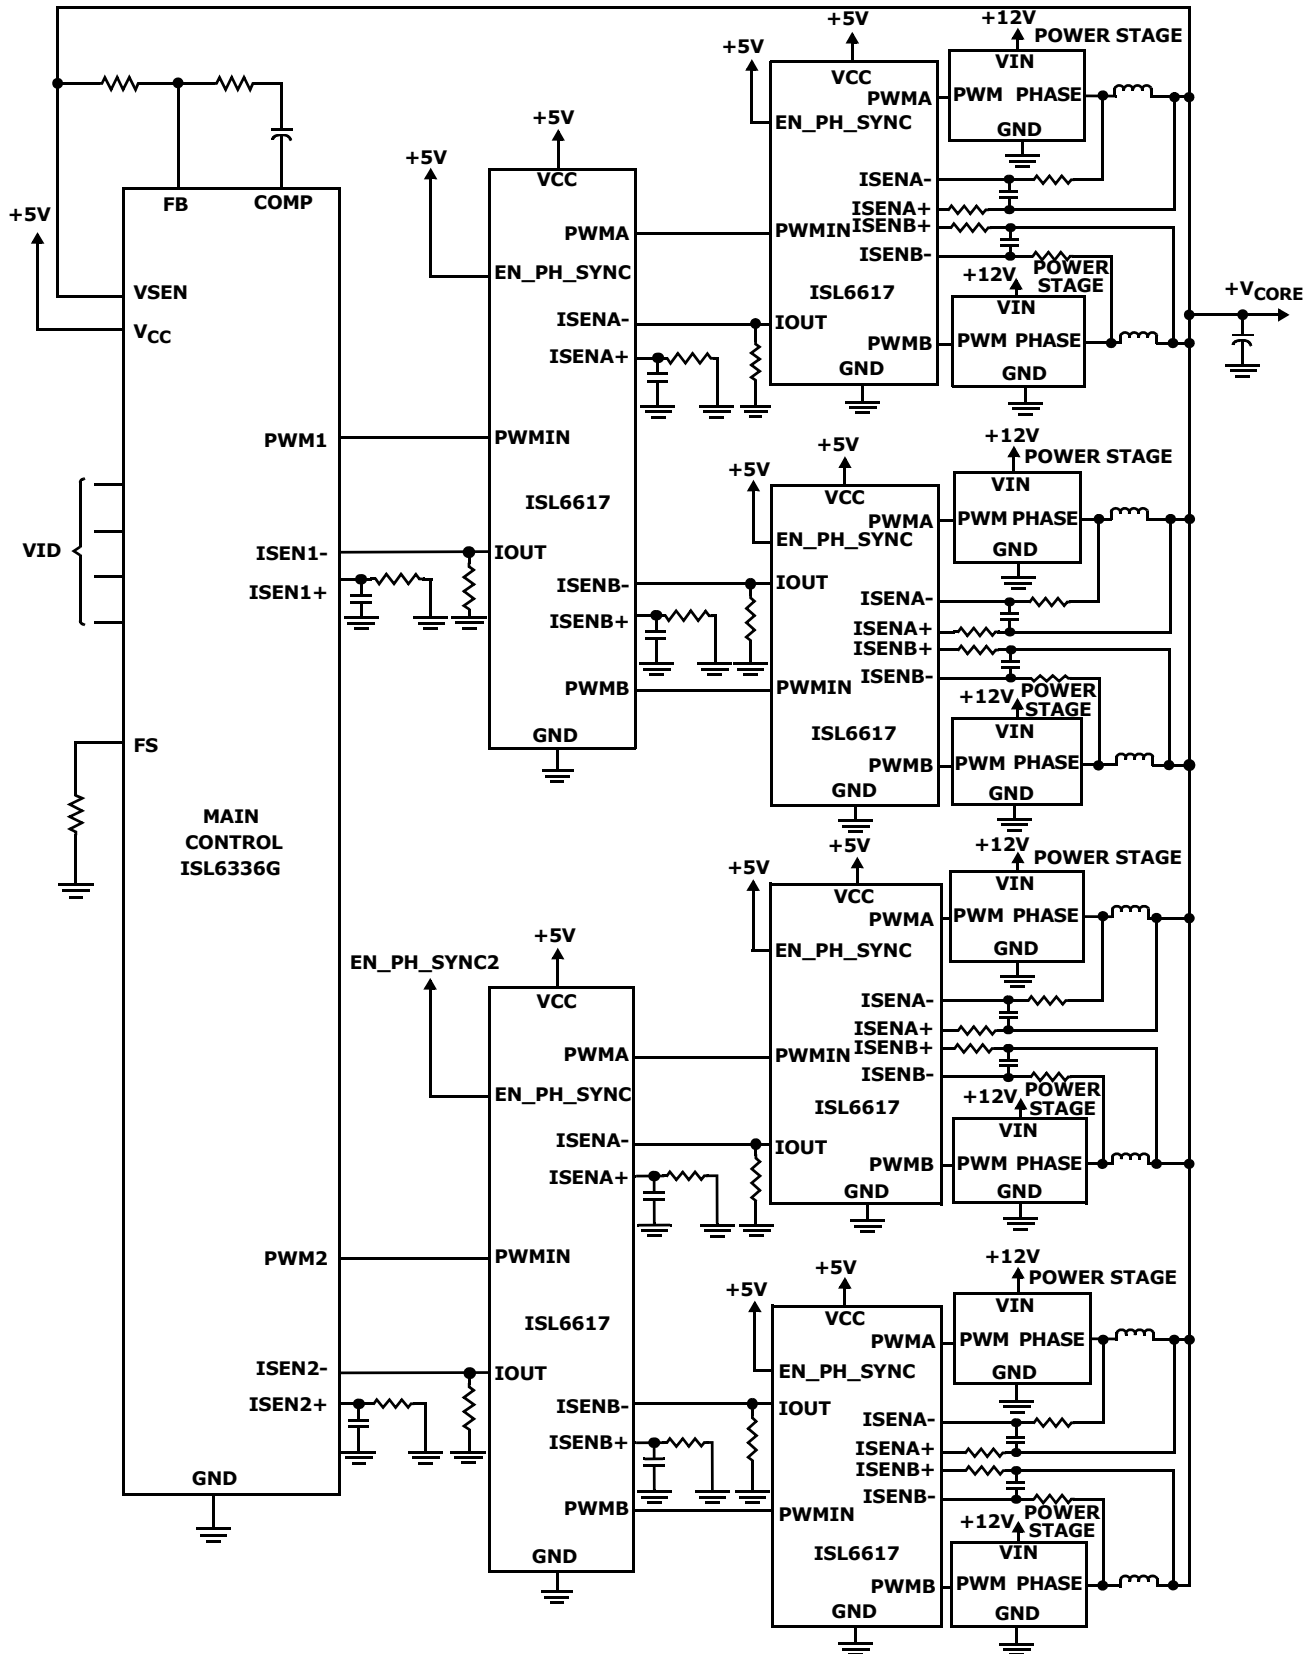 +12V
POWER STAGE
+5V
+5V
VIN
VCC
PWMA
PWM PHASE
EN_PH_SYNC
GND
ISENA-
ISENA+
PWMIN
ISENB+
ISENB-
+12V
POWER
STAGE
ISL6617
VIN
IOUT
PWMB
PWM PHASE
GND
GND
+VCORE
+5V
+5V
VCC
PWMA
EN_PH_SYNC
ISENA-
ISENA+
PWMIN
ISL6617
IOUT
ISENB-
ISENB+
PWMB
GND
FB
COMP
+5V
VSEN
VCC
PWM1
VID
ISEN1-
ISEN1+
FS
MAIN
CONTROL
ISL6336G
PWM2
ISEN2-
ISEN2+
GND
+12V
POWER STAGE
+5V
+5V
VIN
VCC
PWMA
PWM PHASE
EN_PH_SYNC
GND
IOUT
ISENA-
ISENA+
ISENB+
ISENB-
PWMIN
+12V
POWER
STAGE
ISL6617
VIN
PWMB
PWM PHASE
GND
GND
+12V
POWER STAGE
+5V
+5V
VIN
VCC
PWMA
PWM PHASE
EN_PH_SYNC
GND
ISENA-
ISENA+
PWMIN
ISENB+
ISENB-
+12V
POWER
STAGE
ISL6617
VIN
IOUT
PWMB
PWM PHASE
GND
GND
+5V
EN_PH_SYNC2
VCC
PWMA
EN_PH_SYNC
ISENA-
ISENA+
PWMIN
ISL6617
IOUT
ISENB-
ISENB+
PWMB
GND
+12V
POWER STAGE
+5V
+5V
VIN
VCC
PWMA
PWM PHASE
EN_PH_SYNC
GND
IOUT
ISENA-
ISENA+
ISENB+
ISENB-
PWMIN
+12V
POWER
STAGE
ISL6617
VIN
PWMB
PWM PHASE
GND
GND